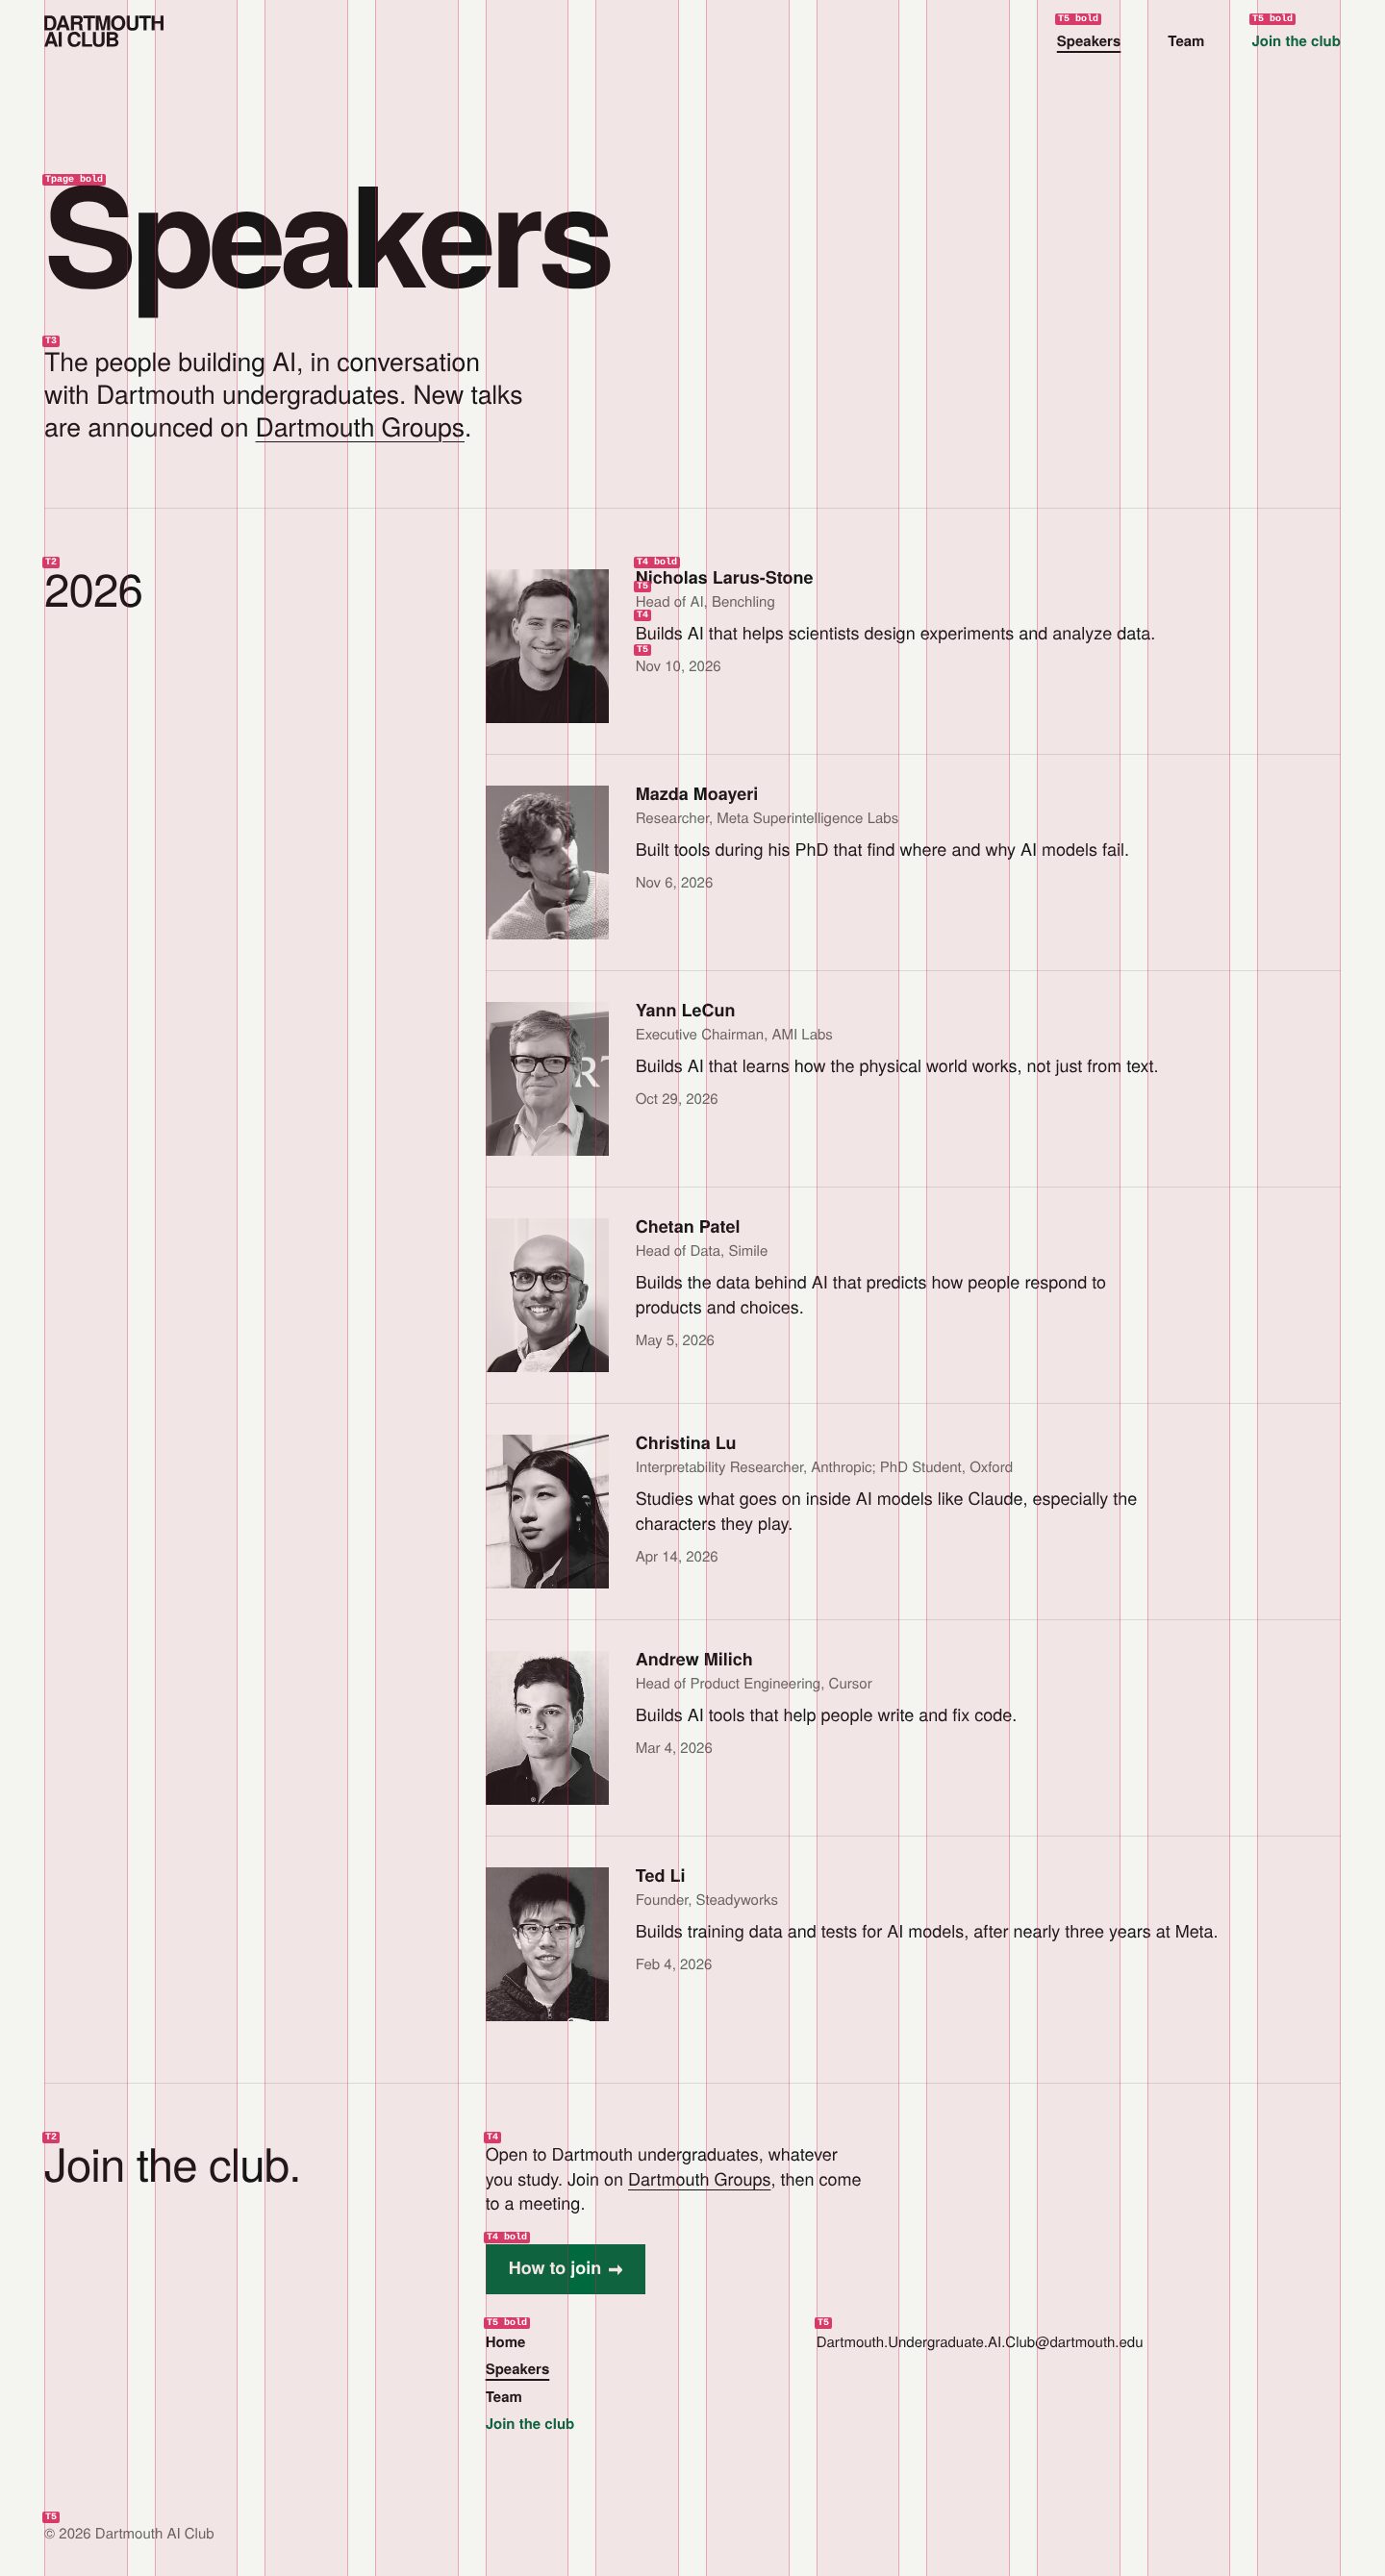 DARTMOUTH
AI CLUB
T5 bold
T5 bold
Speakers
Team
Join the club
Tpage bold
Speakers
T3
The people building AI, in conversation
with Dartmouth undergraduates. New talks
are announced on Dartmouth Groups.
T2
2026
T4 bold
Nicholas Larus-Stone
T5
Head of AI, Benchling
T4
Builds AI that helps scientists design experiments and analyze data.
T5
Nov 10, 2026
Mazda Moayeri
Researcher, Meta Superintelligence Labs
Built tools during his PhD that find where and why AI models fail.
Nov 6, 2026
RT
Yann LeCun
Executive Chairman, AMI Labs
Builds AI that learns how the physical world works, not just from text.
Oct 29, 2026
Chetan Patel
Head of Data, Simile
Builds the data behind AI that predicts how people respond to
products and choices.
May 5, 2026
Christina Lu
Interpretability Researcher, Anthropic; PhD Student, Oxford
Studies what goes on inside AI models like Claude, especially the
characters they play.
Apr 14, 2026
Andrew Milich
Head of Product Engineering, Cursor
Builds AI tools that help people write and fix code.
Mar 4, 2026
Ted Li
Founder, Steadyworks
Builds training data and tests for AI models, after nearly three years at Meta.
Feb 4, 2026
T2
Join the club.
T4
Open to Dartmouth undergraduates, whatever
you study. Join on Dartmouth Groups, then come
to a meeting.
T4 bold
How to join →
T5 bold
Home
Speakers
Team
Join the club
T5
Dartmouth.Undergraduate.AI.Club@dartmouth.edu
T5
© 2026 Dartmouth AI Club